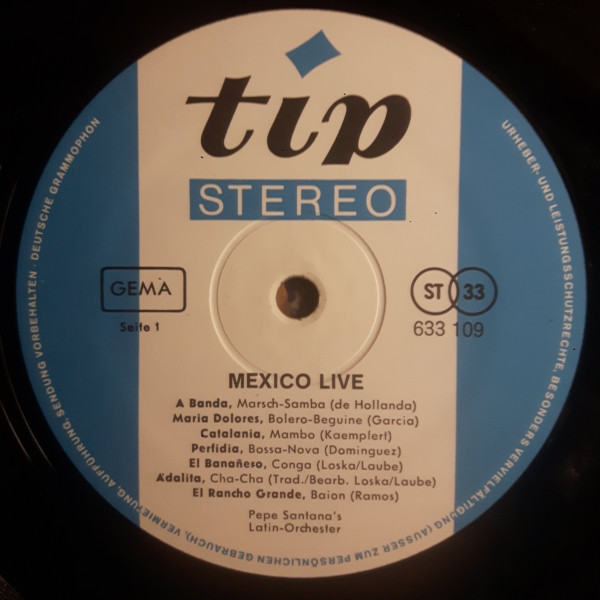 tip
STEREO
GEMA
ST 33
Seite 1
633 109
MEXICO LIVE
A Banda, Marsch-Samba (de Hollanda)
Maria Dolores, Bolero-Beguine (Garcia)
Catalania, Mambo (Kaempfert)
Perfidia, Bossa-Nova (Dominguez)
El Banañeso, Conga (Loska/Laube)
Adalita, Cha-Cha (Trad./Bearb. Loska/Laube)
El Rancho Grande, Baion (Ramos)
Pepe Santana's
Latin-Orchester
DEUTSCHE GRAMMOPHON · URHEBER- UND LEISTUNGSSCHUTZRECHTE, BESONDERS VERVIELFÄLTIGUNG (AUSSER ZUM PERSÖNLICHEN GEBRAUCH), VERMIETUNG, AUFFÜHRUNG, SENDUNG VORBEHALTEN ·